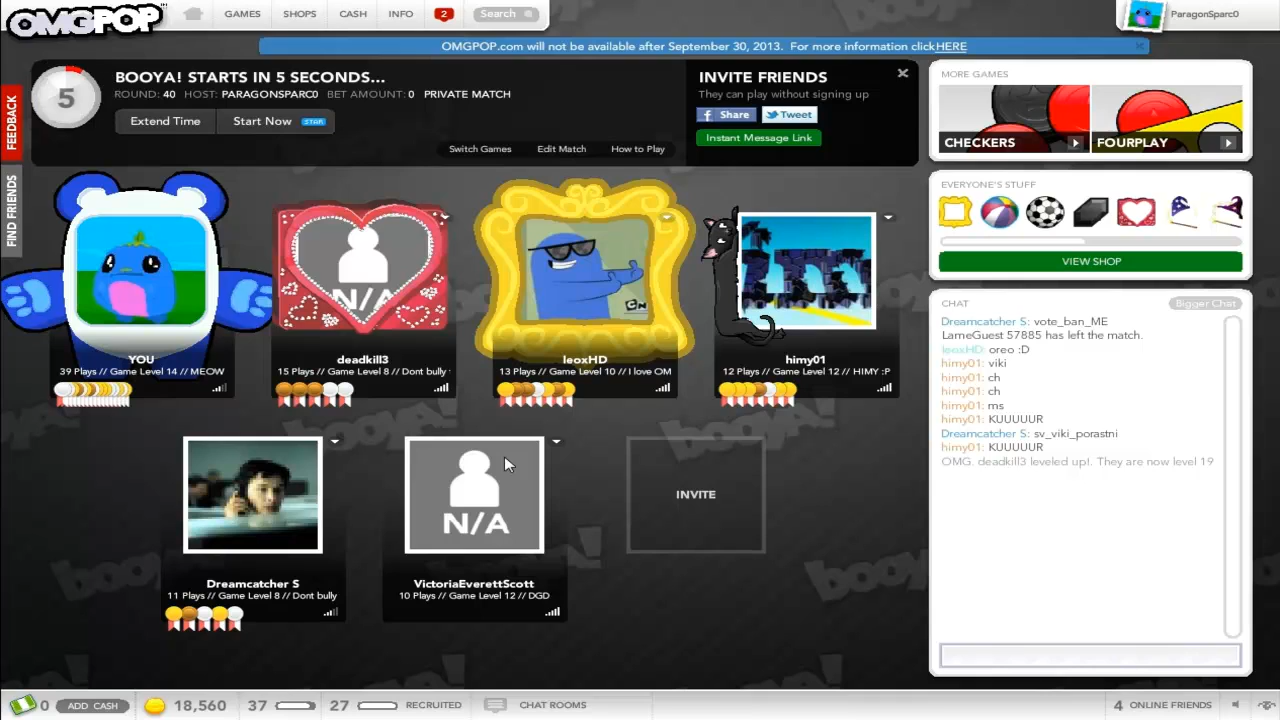 OMGPOP
GAMES
SHOPS
CASH
INFO
2
Search
ParagonSparc0
OMGPOP.com will not be available after September 30, 2013. For more information click HERE
FEEDBACK
FIND FRIENDS
5
BOOYA! STARTS IN 5 SECONDS...
ROUND: 40 HOST: PARAGONSPARC0 BET AMOUNT: 0 PRIVATE MATCH
Extend Time
Start Now STAR
Switch Games
Edit Match
How to Play
INVITE FRIENDS
They can play without signing up
f Share
Tweet
Instant Message Link
MORE GAMES
CHECKERS
FOURPLAY
EVERYONE'S STUFF
VIEW SHOP
YOU
39 Plays // Game Level 14 // MEOW
N/A
deadkill3
15 Plays // Game Level 8 // Dont bully
CN
leoxHD
13 Plays // Game Level 10 // I love OM
himy01
12 Plays // Game Level 12 // HIMY :P
Dreamcatcher S
11 Plays // Game Level 8 // Dont bully
N/A
VictoriaEverettScott
10 Plays // Game Level 12 // DGD
INVITE
CHAT
Bigger Chat
Dreamcatcher S: vote_ban_ME
LameGuest 57885 has left the match.
leoxHD: oreo :D
himy01: viki
himy01: ch
himy01: ch
himy01: ms
himy01: KUUUUUR
Dreamcatcher S: sv_viki_porastni
himy01: KUUUUUR
OMG. deadkill3 leveled up!. They are now level 19
0
ADD CASH
18,560
37
27
RECRUITED
CHAT ROOMS
4 ONLINE FRIENDS
booya!